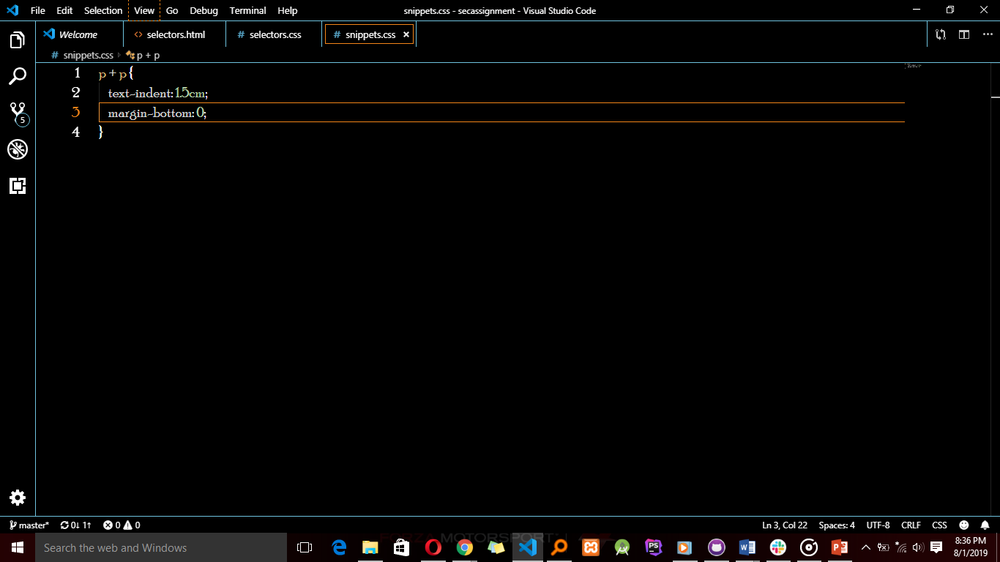 File Edit Selection View Go Debug Terminal Help snippets.css - secassignment - Visual Studio Code
Welcome selectors.html selectors.css snippets.css
snippets.css p + p
1 p + p{
2 text-indent:1.5cm;
3 margin-bottom: 0;
4 }
5
master* 0↓ 1↑ 0 0 Ln 3, Col 22 Spaces: 4 UTF-8 CRLF CSS
MOTORSPORT
Search the web and Windows PS 8:36 PM
8/1/2019